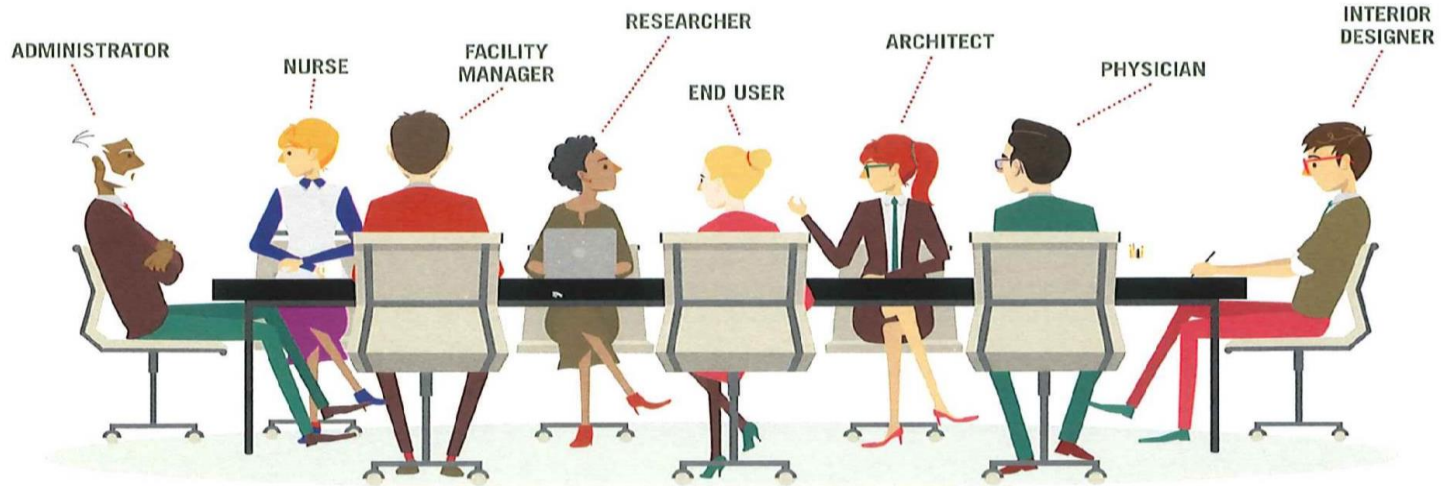 ADMINISTRATOR
NURSE
FACILITY
MANAGER
RESEARCHER
END USER
ARCHITECT
PHYSICIAN
INTERIOR
DESIGNER